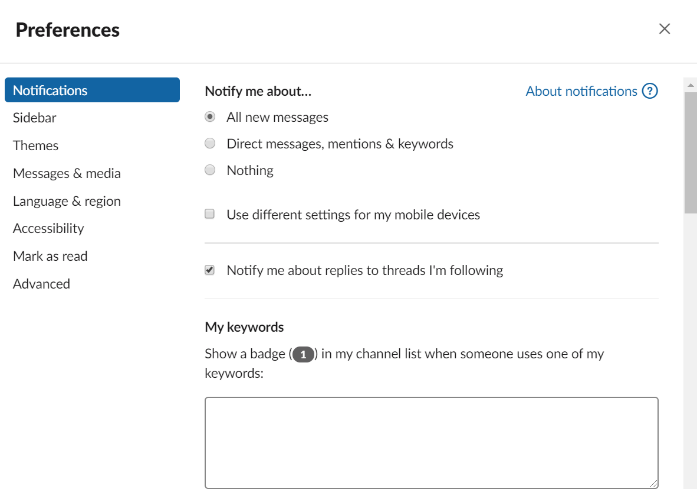 Preferences
Notifications
Sidebar
Themes
Messages & media
Language & region
Accessibility
Mark as read
Advanced
Notify me about...
About notifications ?
All new messages
Direct messages, mentions & keywords
Nothing
Use different settings for my mobile devices
Notify me about replies to threads I'm following
My keywords
Show a badge (1) in my channel list when someone uses one of my
keywords: